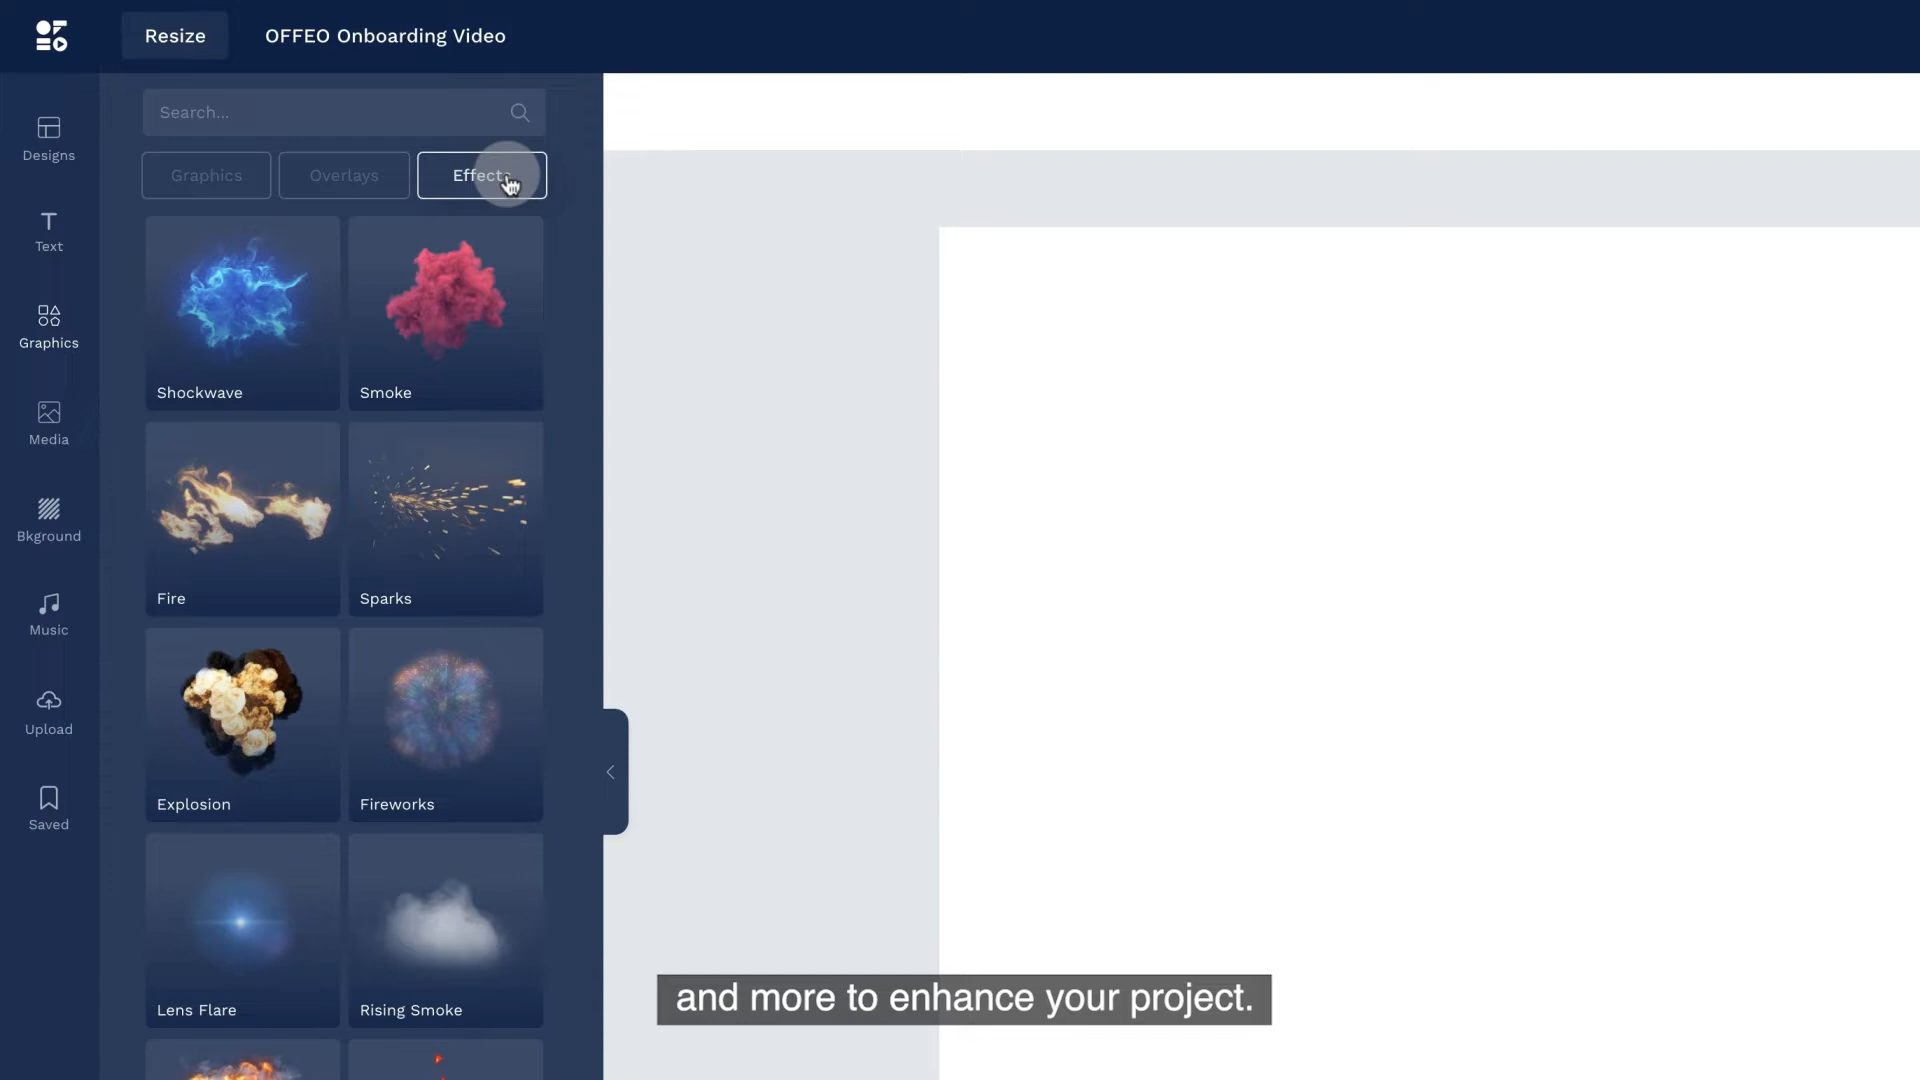 Resize
OFFEO Onboarding Video
Designs
Text
Graphics
Media
Bkground
Music
Upload
Saved
Search...
Graphics
Overlays
Effects
Shockwave
Smoke
Fire
Sparks
Explosion
Fireworks
Lens Flare
Rising Smoke
and more to enhance your project.